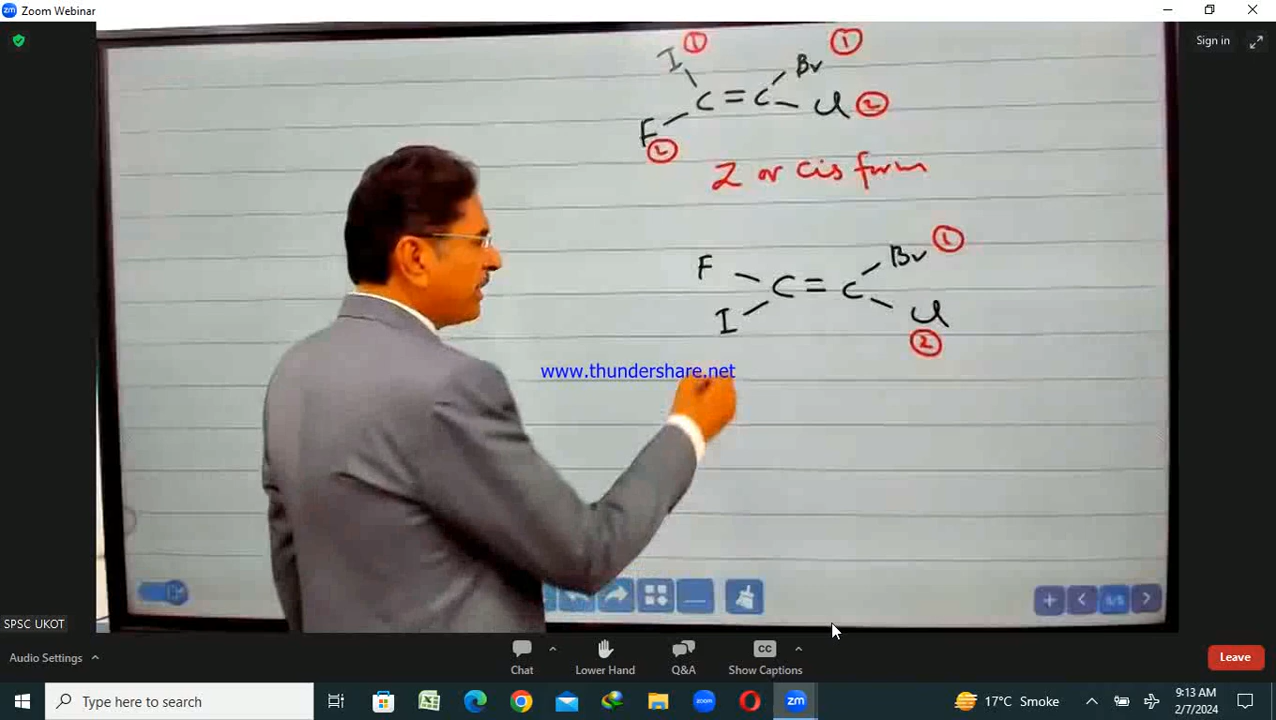 Zoom Webinar
Sign in
I ① Br ①
C = C
F ② Cl ②
Z or cis form
F Br ①
C = C
I Cl ②
www.thundershare.net
SPSC UKOT
Audio Settings
Chat
Lower Hand
Q&A
CC
Show Captions
Leave
Type here to search
zoom
zm
17°C Smoke
9:13 AM
2/7/2024